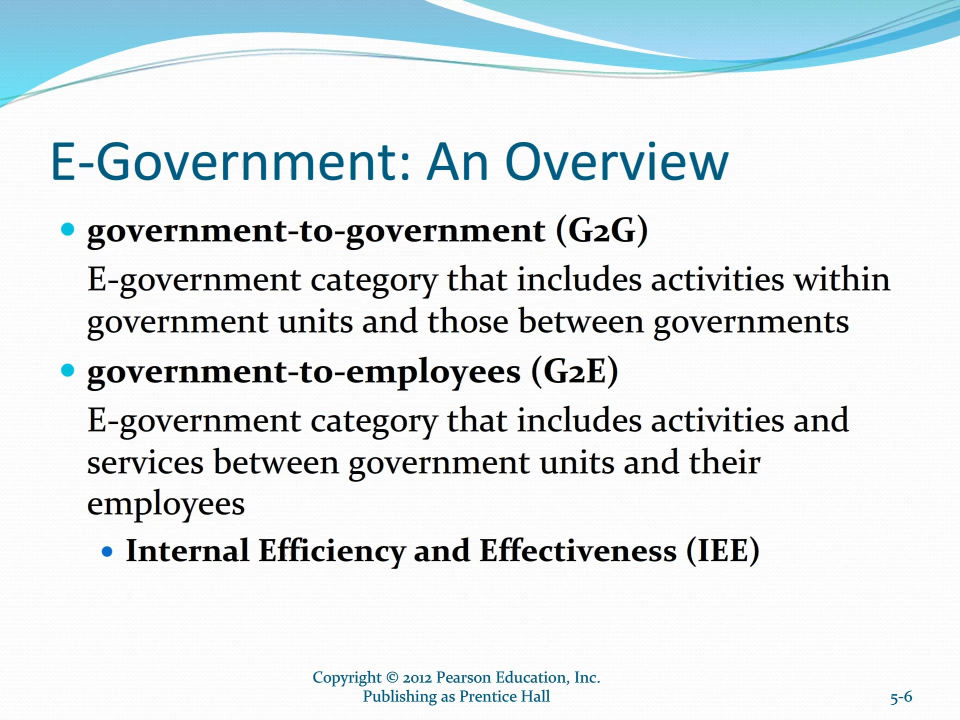 E-Government: An Overview
• government-to-government (G2G)
E-government category that includes activities within
government units and those between governments
• government-to-employees (G2E)
E-government category that includes activities and
services between government units and their
employees
• Internal Efficiency and Effectiveness (IEE)
Copyright © 2012 Pearson Education, Inc.
Publishing as Prentice Hall
5-6